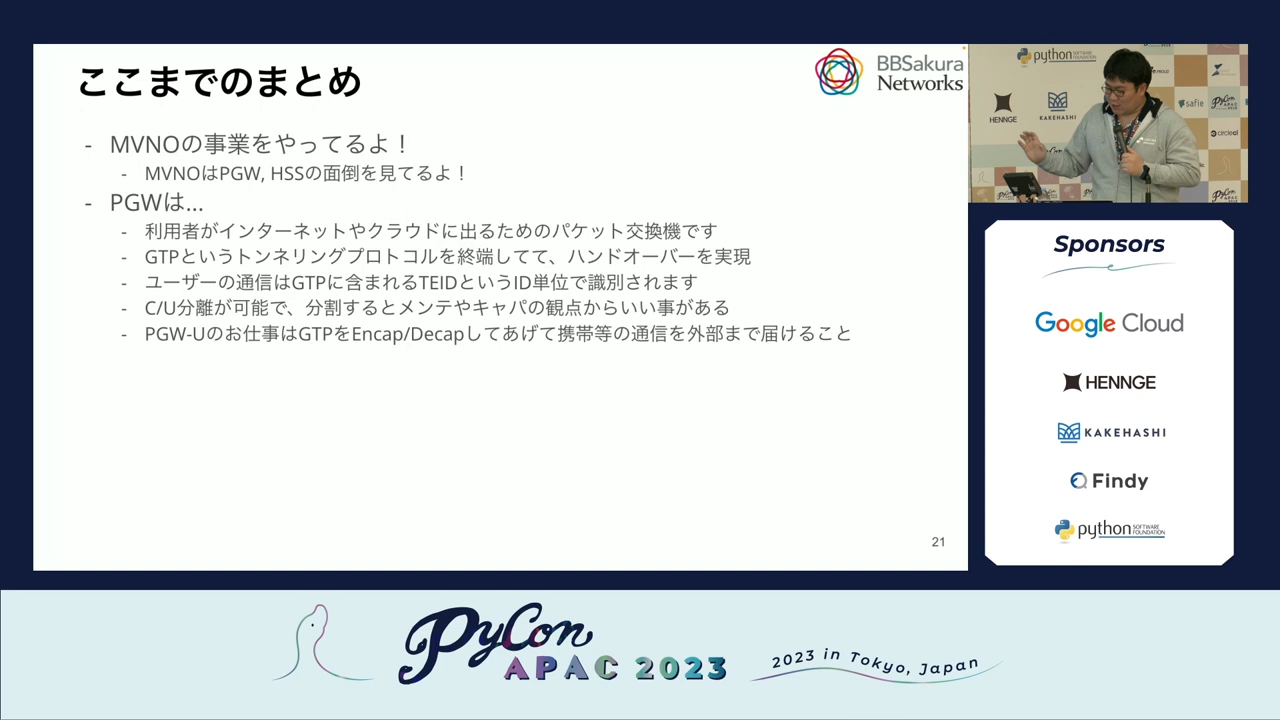 ここまでのまとめ
BBSakura
Networks
- MVNOの事業をやってるよ！
- MVNOはPGW, HSSの面倒を見てるよ！
- PGWは...
- 利用者がインターネットやクラウドに出るためのパケット交換機です
- GTPというトンネリングプロトコルを終端してて、ハンドオーバーを実現
- ユーザーの通信はGTPに含まれるTEIDというID単位で識別されます
- C/U分離が可能で、分割するとメンテやキャパの観点からいい事がある
- PGW-Uのお仕事はGTPをEncap/Decapしてあげて携帯等の通信を外部まで届けること
21
python
HENNGE
KAKEHASHI
safie
PyCon
Sponsors
Google Cloud
HENNGE
KAKEHASHI
Findy
python SOFTWARE FOUNDATION
PyCon
APAC 2023
2023 in Tokyo, Japan